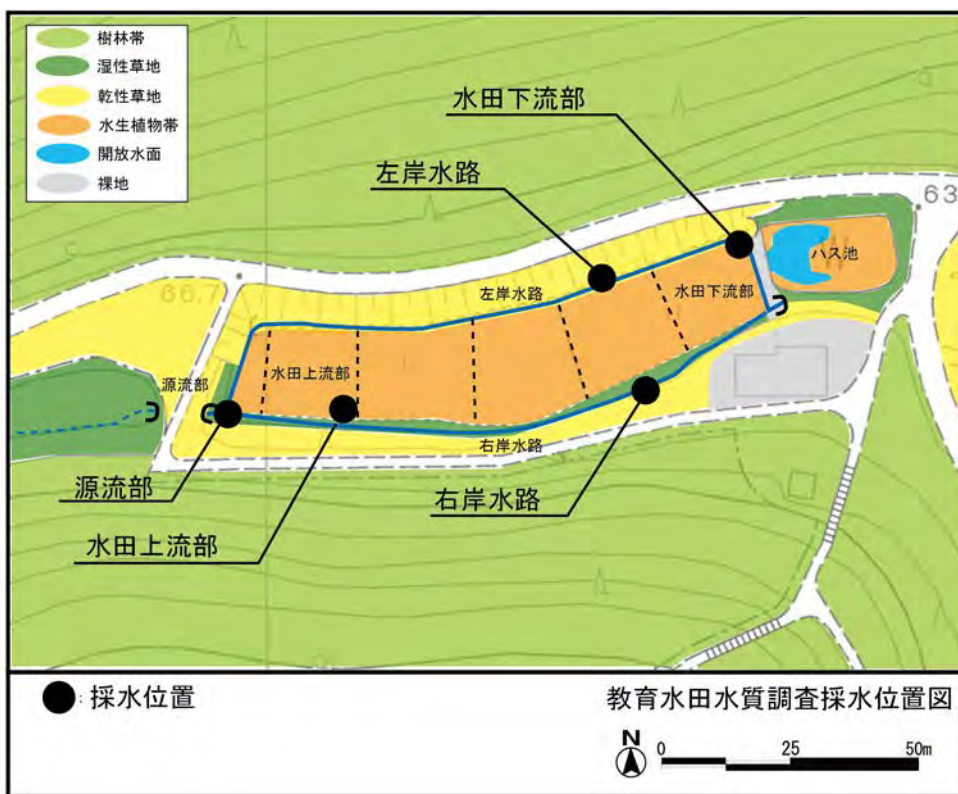 樹林帯
湿性草地
乾性草地
水生植物帯
開放水面
裸地
水田下流部
左岸水路
63
ハス池
66.7
左岸水路
水田下流部
源流部
水田上流部
右岸水路
源流部
右岸水路
水田上流部
●:採水位置
教育水田水質調査採水位置図
N
0 25 50m